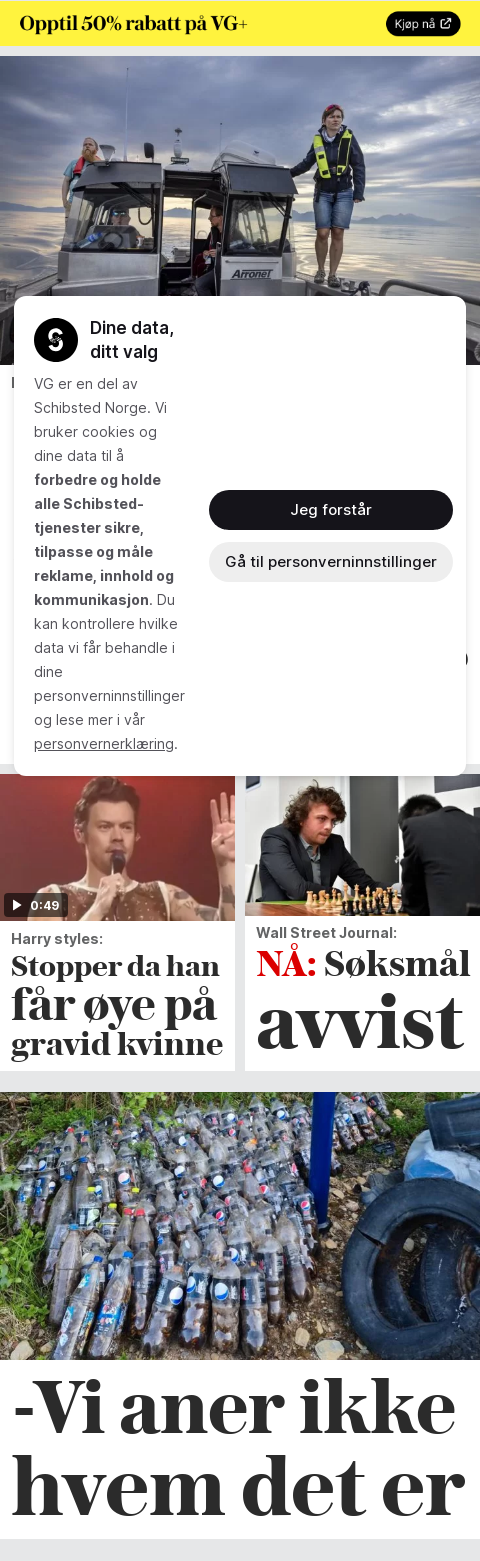 Opptil 50% rabatt på VG+
Kjøp nå
ARRONET
Dine data,
ditt valg
VG er en del av
Schibsted Norge. Vi
bruker cookies og
dine data til å
forbedre og holde
alle Schibsted-
tjenester sikre,
tilpasse og måle
reklame, innhold og
kommunikasjon. Du
kan kontrollere hvilke
data vi får behandle i
dine
personverninnstillinger
og lese mer i vår
personvernerklæring.
Jeg forstår
Gå til personverninnstillinger
0:49
Harry styles:
Stopper da han
får øye på
gravid kvinne
Wall Street Journal:
NÅ: Søksmål
avvist
-Vi aner ikke
hvem det er